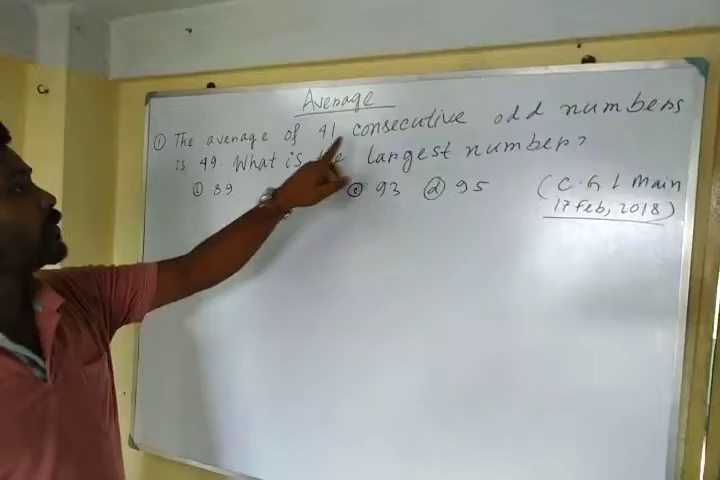 Average
① The average of 41 consecutive odd numbers
is 49. What is the largest number?
ⓐ 89 ⓒ 93 ⓓ 95
(C.G L Main
17 Feb, 2018)